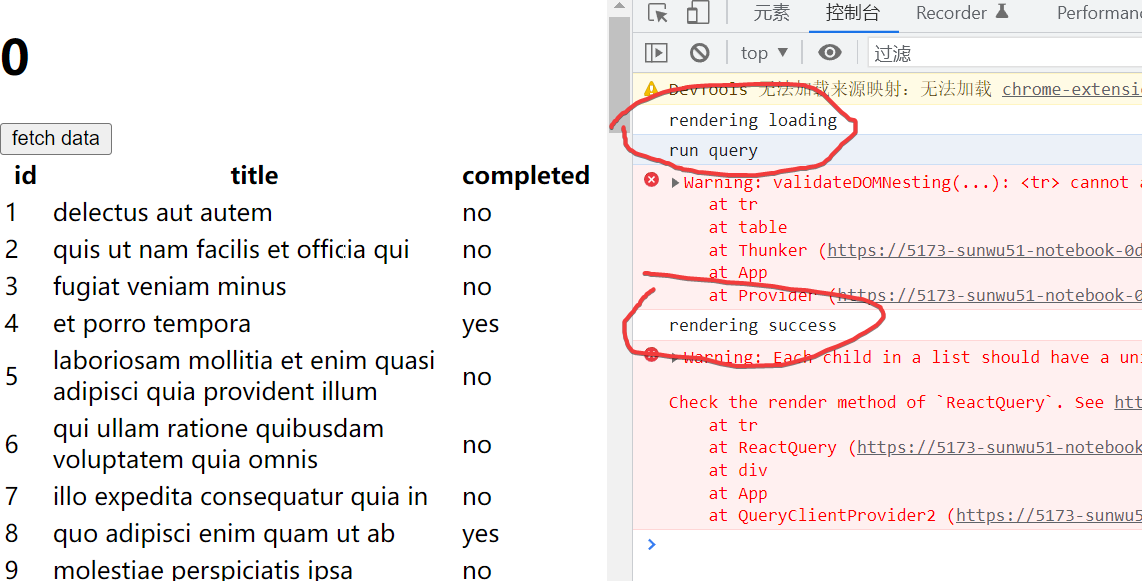 0
fetch data
id title completed
1 delectus aut autem no
2 quis ut nam facilis et officia qui no
3 fugiat veniam minus no
4 et porro tempora yes
5 laboriosam mollitia et enim quasi adipisci quia provident illum no
6 qui ullam ratione quibusdam voluptatem quia omnis no
7 illo expedita consequatur quia in no
8 quo adipisci enim quam ut ab yes
9 molestiae perspiciatis ipsa no
元素 控制台 Recorder Performan
top ▼ 过滤
DevTools 无法加载来源映射：无法加载 chrome-extensi
rendering loading
run query
Warning: validateDOMNesting(...): <tr> cannot
at tr
at table
at Thunker (https://5173-sunwu51-notebook-0d
at App
at Provider (https://5173-sunwu51-notebook-0
rendering success
Warning: Each child in a list should have a un
Check the render method of `ReactQuery`. See htt
at tr
at ReactQuery (https://5173-sunwu51-notebook
at div
at App
at QueryClientProvider2 (https://5173-sunwu5